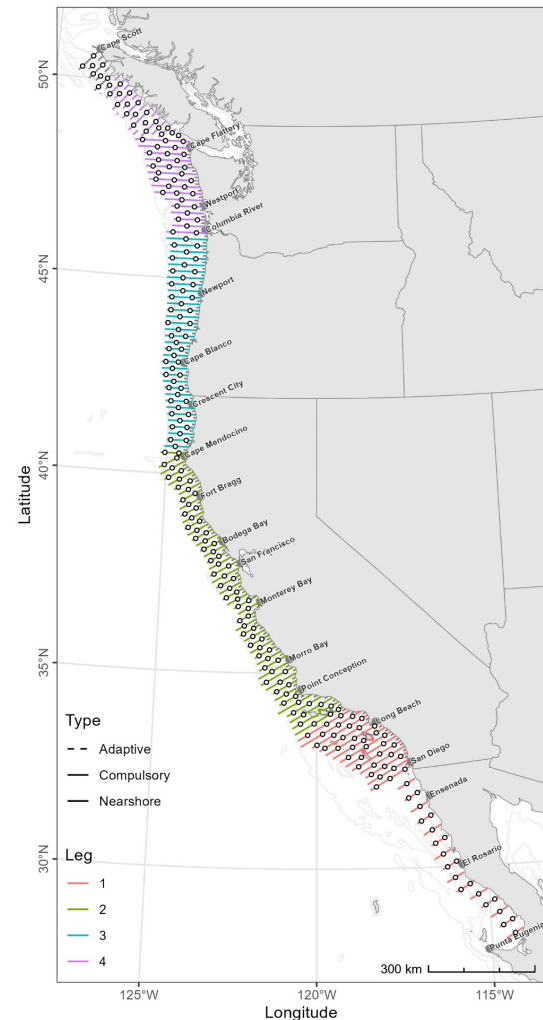 Cape Scott
50°N
Cape Flattery
Westport
Columbia River
45°N
Newport
Cape Blanco
Crescent City
Cape Mendocino
40°N
Fort Bragg
Latitude
Bodega Bay
San Francisco
Monterey Bay
35°N
Morro Bay
Point Conception
Long Beach
San Diego
Ensenada
Type
Adaptive
Compulsory
Nearshore
30°N
El Rosario
Leg
1
2
3
4
Punta Eugenia
300 km
125°W
120°W
115°W
Longitude